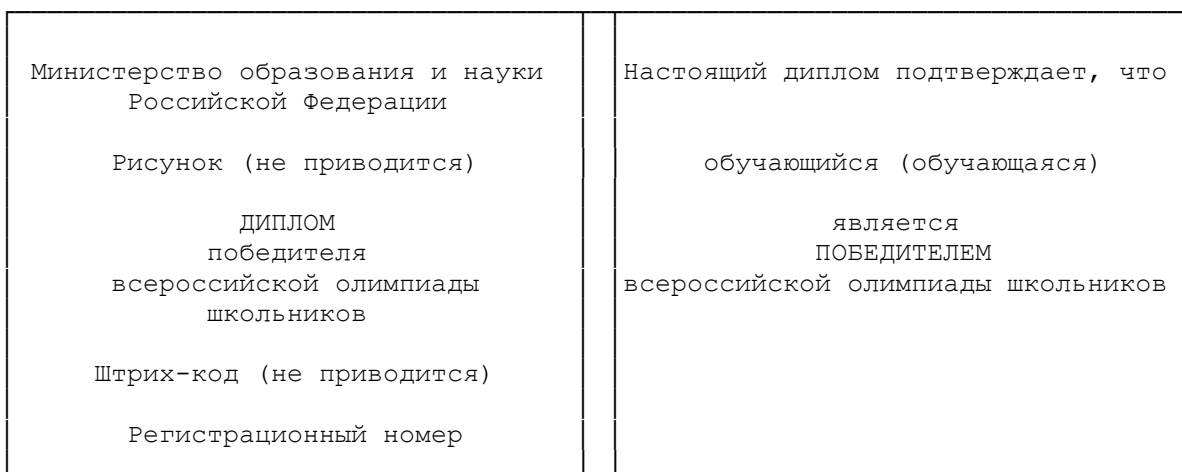 Министерство образования и науки
Российской Федерации
Рисунок (не приводится)
ДИПЛОМ
победителя
всероссийской олимпиады
школьников
Штрих-код (не приводится)
Регистрационный номер
Настоящий диплом подтверждает, что
обучающийся (обучающаяся)
является
ПОБЕДИТЕЛЕМ
всероссийской олимпиады школьников